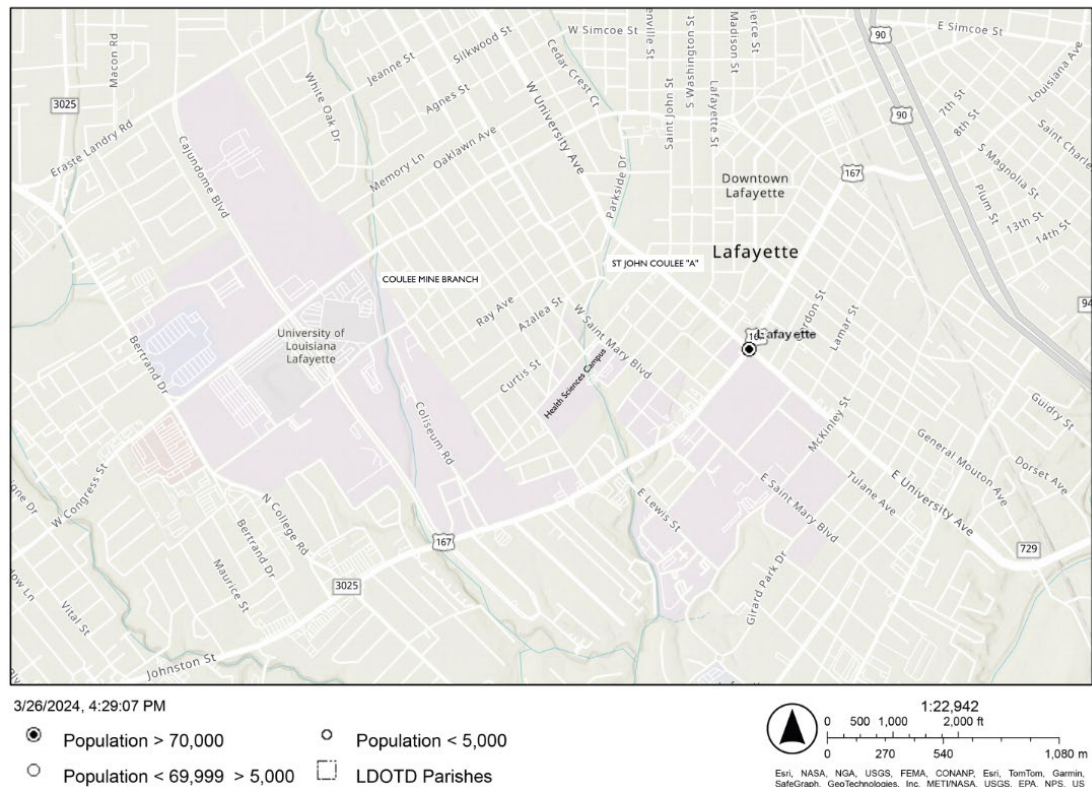 W Simcoe St
E Simcoe St
90
Silkwood St
Jeanne St
Macon Rd
White Oak Dr
Cedar Crest Ct
enville St
Madison St
ierce St
S Washington St
Saint John St
Lafayette St
Louisiana Ave
3025
Agnes St
W University Ave
7th St
8th St
90
Saint Charle
Eraste Landry Rd
Cajundome Blvd
Oaklawn Ave
Memory Ln
Parkside Dr
Downtown
Lafayette
167
S Magnolia St
Plum St
13th St
14th St
Lafayette
ST JOHN COULEE "A"
COULEE MINE BRANCH
Ray Ave
Azalea St
W Saint Mary Blvd
Lamar St
94
University of
Louisiana
Lafayette
Lafayette
Bertrand Dr
Curtis St
Health Sciences Campus
Coliseum Rd
McKinley St
Guidry St
General Mouton Ave
Dorset Ave
W Congress St
N College Rd
E Lewis St
E Saint Mary Blvd
Tulane Ave
E University Ave
Bertrand Dr
167
729
Maurice St
3025
Girard Park Dr
Vital St
Johnston St
3/26/2024, 4:29:07 PM
Population > 70,000
Population < 5,000
Population < 69,999 > 5,000
LDOTD Parishes
1:22,942
0 500 1,000 2,000 ft
0 270 540 1,080 m
Esri, NASA, NGA, USGS, FEMA, CONANP, Esri, TomTom, Garmin,
SafeGraph, GeoTechnologies, Inc, METI/NASA, USGS, EPA, NPS, US